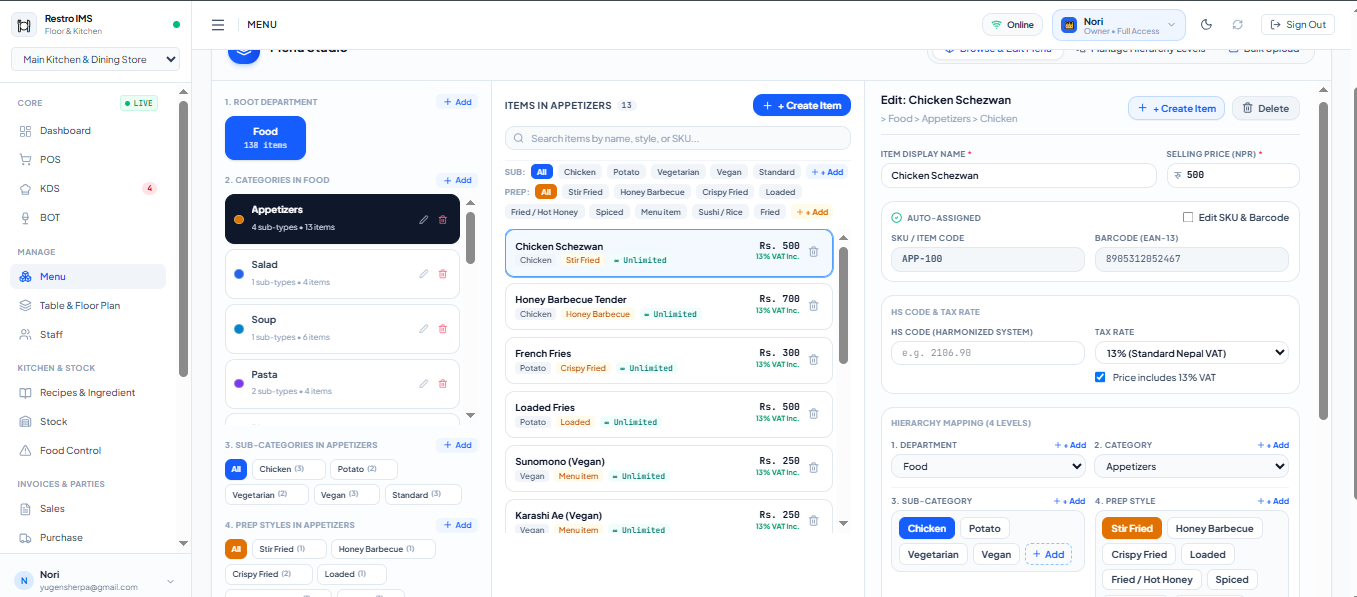 Restro IMS
Floor & Kitchen
Main Kitchen & Dining Store
CORE
LIVE
Dashboard
POS
KDS
4
BOT
MANAGE
Menu
Table & Floor Plan
Staff
KITCHEN & STOCK
Recipes & Ingredient
Stock
Food Control
INVOICES & PARTIES
Sales
Purchase
N
Nori
yugensherpa@gmail.com
MENU
Online
Nori
Owner • Full Access
Sign Out
Menu Studio
Browse & Edit Menu
Manage Hierarchy Levels
Bulk Upload
1. ROOT DEPARTMENT
+ Add
Food
138 items
2. CATEGORIES IN FOOD
+ Add
Appetizers
4 sub-types • 13 items
Salad
1 sub-types • 4 items
Soup
1 sub-types • 6 items
Pasta
2 sub-types • 4 items
3. SUB-CATEGORIES IN APPETIZERS
+ Add
All
Chicken (3)
Potato (2)
Vegetarian (2)
Vegan (3)
Standard (3)
4. PREP STYLES IN APPETIZERS
+ Add
All
Stir Fried (1)
Honey Barbecue (1)
Crispy Fried (2)
Loaded (1)
ITEMS IN APPETIZERS 13
+ + Create Item
Search items by name, style, or SKU...
SUB: All Chicken Potato Vegetarian Vegan Standard + + Add
PREP: All Stir Fried Honey Barbecue Crispy Fried Loaded
Fried / Hot Honey Spiced Menu item Sushi / Rice Fried + + Add
Chicken Schezwan Rs. 500
Chicken Stir Fried ∞ Unlimited 13% VAT Inc.
Honey Barbecue Tender Rs. 700
Chicken Honey Barbecue ∞ Unlimited 13% VAT Inc.
French Fries Rs. 300
Potato Crispy Fried ∞ Unlimited 13% VAT Inc.
Loaded Fries Rs. 500
Potato Loaded ∞ Unlimited 13% VAT Inc.
Sunomono (Vegan) Rs. 250
Vegan Menu item ∞ Unlimited 13% VAT Inc.
Karashi Ae (Vegan) Rs. 250
Vegan Menu item ∞ Unlimited 13% VAT Inc.
Edit: Chicken Schezwan
> Food > Appetizers > Chicken
+ + Create Item
Delete
ITEM DISPLAY NAME *
Chicken Schezwan
SELLING PRICE (NPR) *
रु 500
AUTO-ASSIGNED
Edit SKU & Barcode
SKU / ITEM CODE
APP-100
BARCODE (EAN-13)
8905312052467
HS CODE & TAX RATE
HS CODE (HARMONIZED SYSTEM)
e.g. 2106.90
TAX RATE
13% (Standard Nepal VAT)
Price includes 13% VAT
HIERARCHY MAPPING (4 LEVELS)
1. DEPARTMENT + + Add
Food
2. CATEGORY + + Add
Appetizers
3. SUB-CATEGORY + + Add
Chicken Potato
Vegetarian Vegan + Add
4. PREP STYLE + + Add
Stir Fried Honey Barbecue
Crispy Fried Loaded
Fried / Hot Honey Spiced